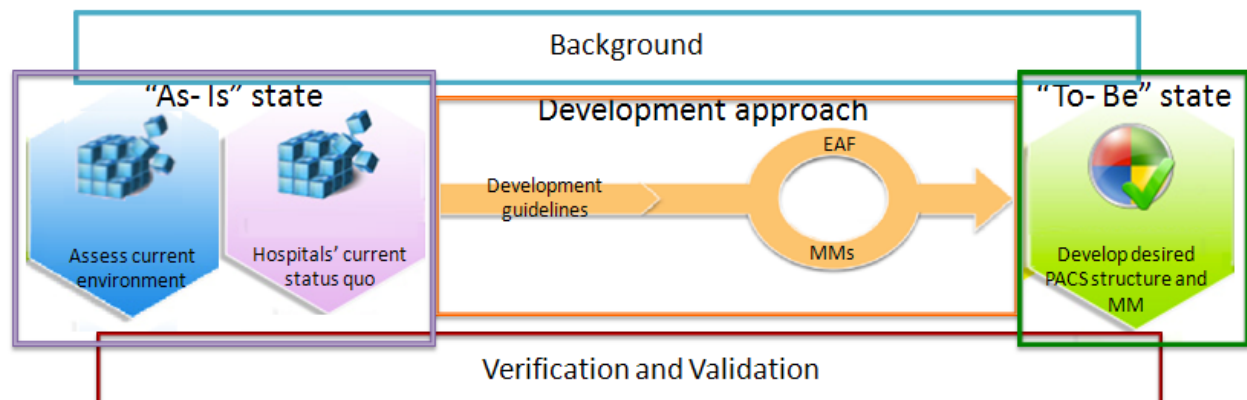 Background
"As- Is" state
Assess current
environment
Hospitals' current
status quo
Development approach
Development
guidelines
EAF
MMs
"To- Be" state
Develop desired
PACS structure and
MM
Verification and Validation